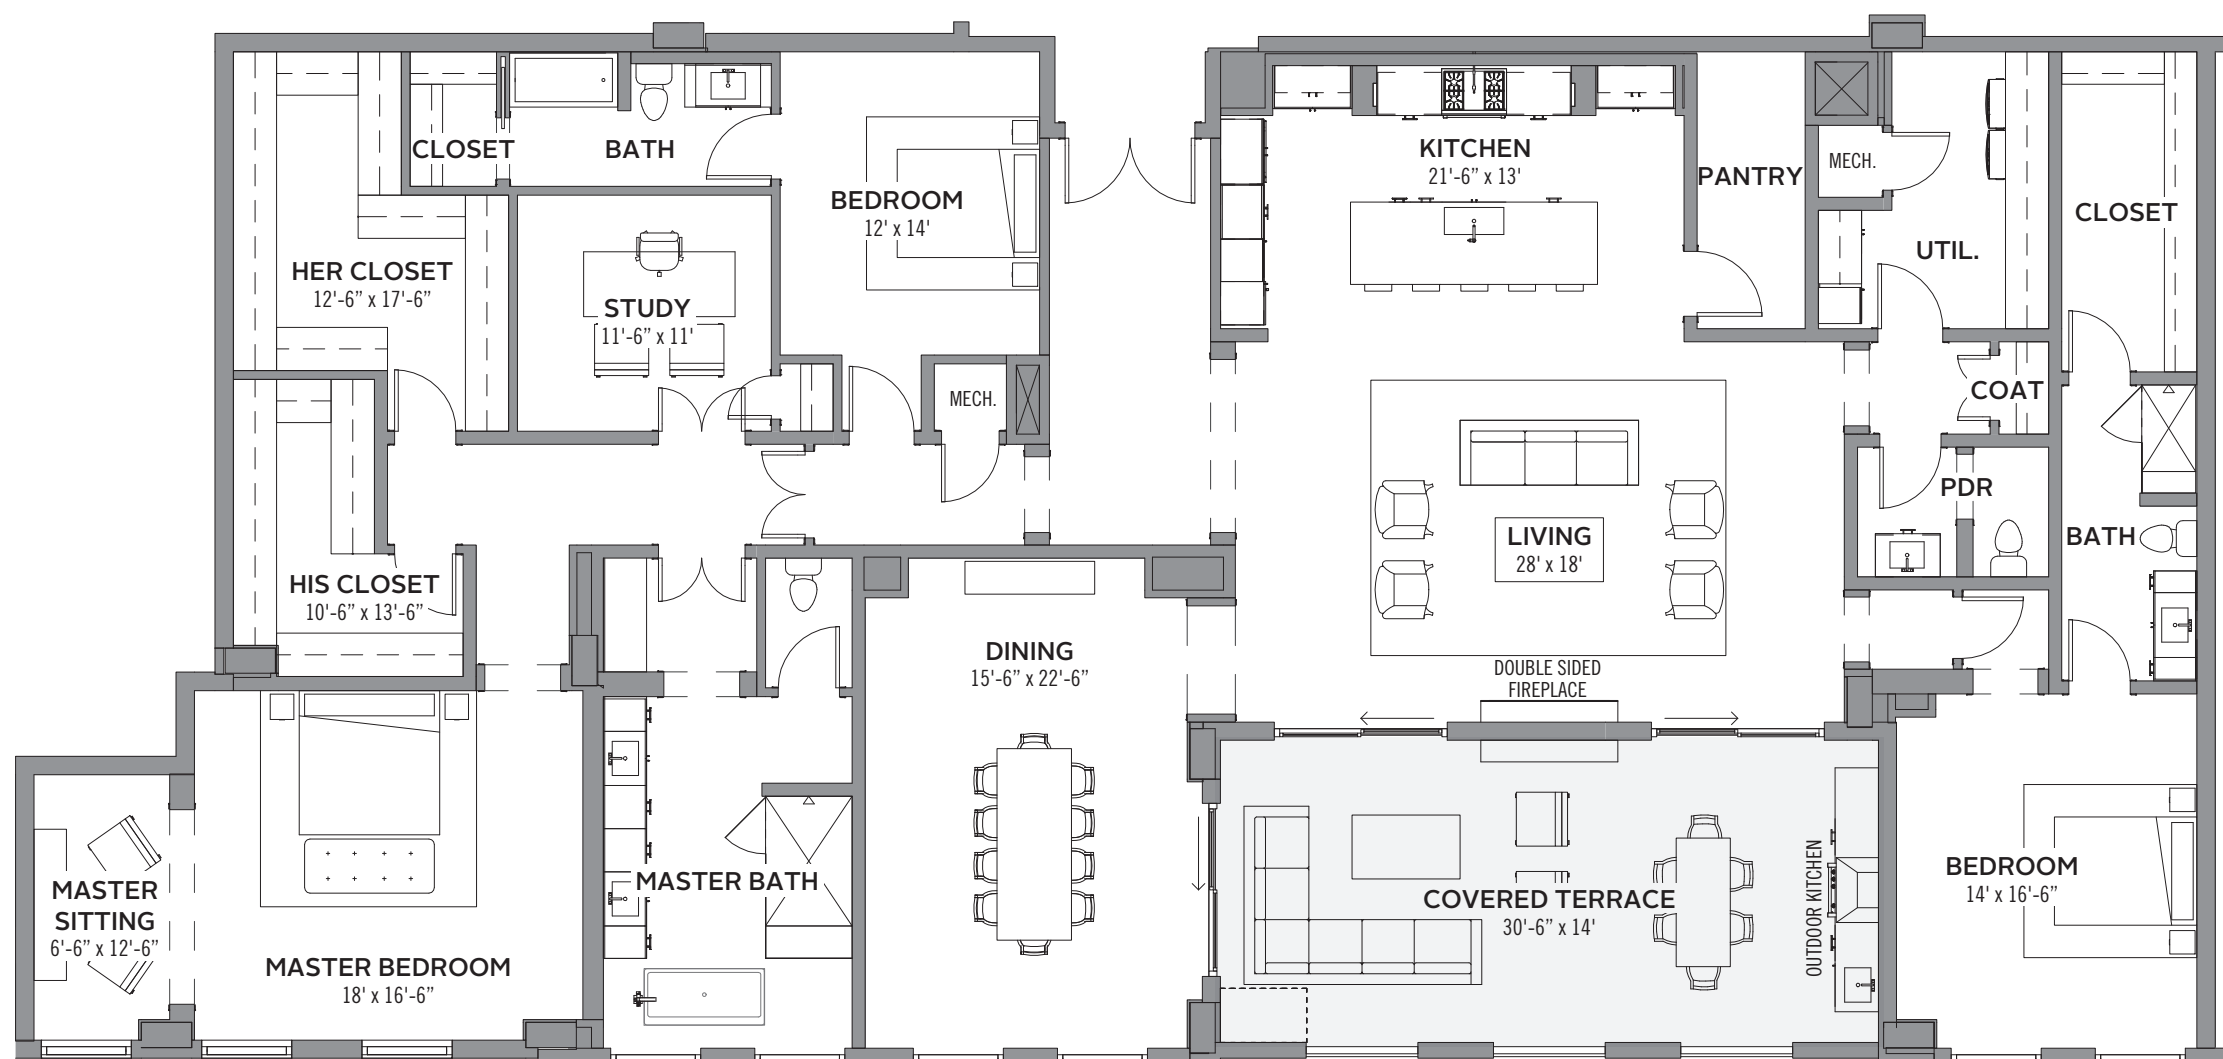 CLOSET
BATH
BEDROOM
12' x 14'
HER CLOSET
12'-6” x 17'-6”
STUDY
11'-6” x 11'
MECH.
HIS CLOSET
10'-6” x 13'-6”
KITCHEN
21'-6” x 13'
PANTRY
MECH.
UTIL.
CLOSET
COAT
PDR
BATH
LIVING
28' x 18'
DOUBLE SIDED
FIREPLACE
DINING
15'-6” x 22'-6”
MASTER
SITTING
6'-6” x 12'-6”
MASTER BEDROOM
18' x 16'-6”
MASTER BATH
COVERED TERRACE
30'-6” x 14'
OUTDOOR KITCHEN
BEDROOM
14' x 16'-6”